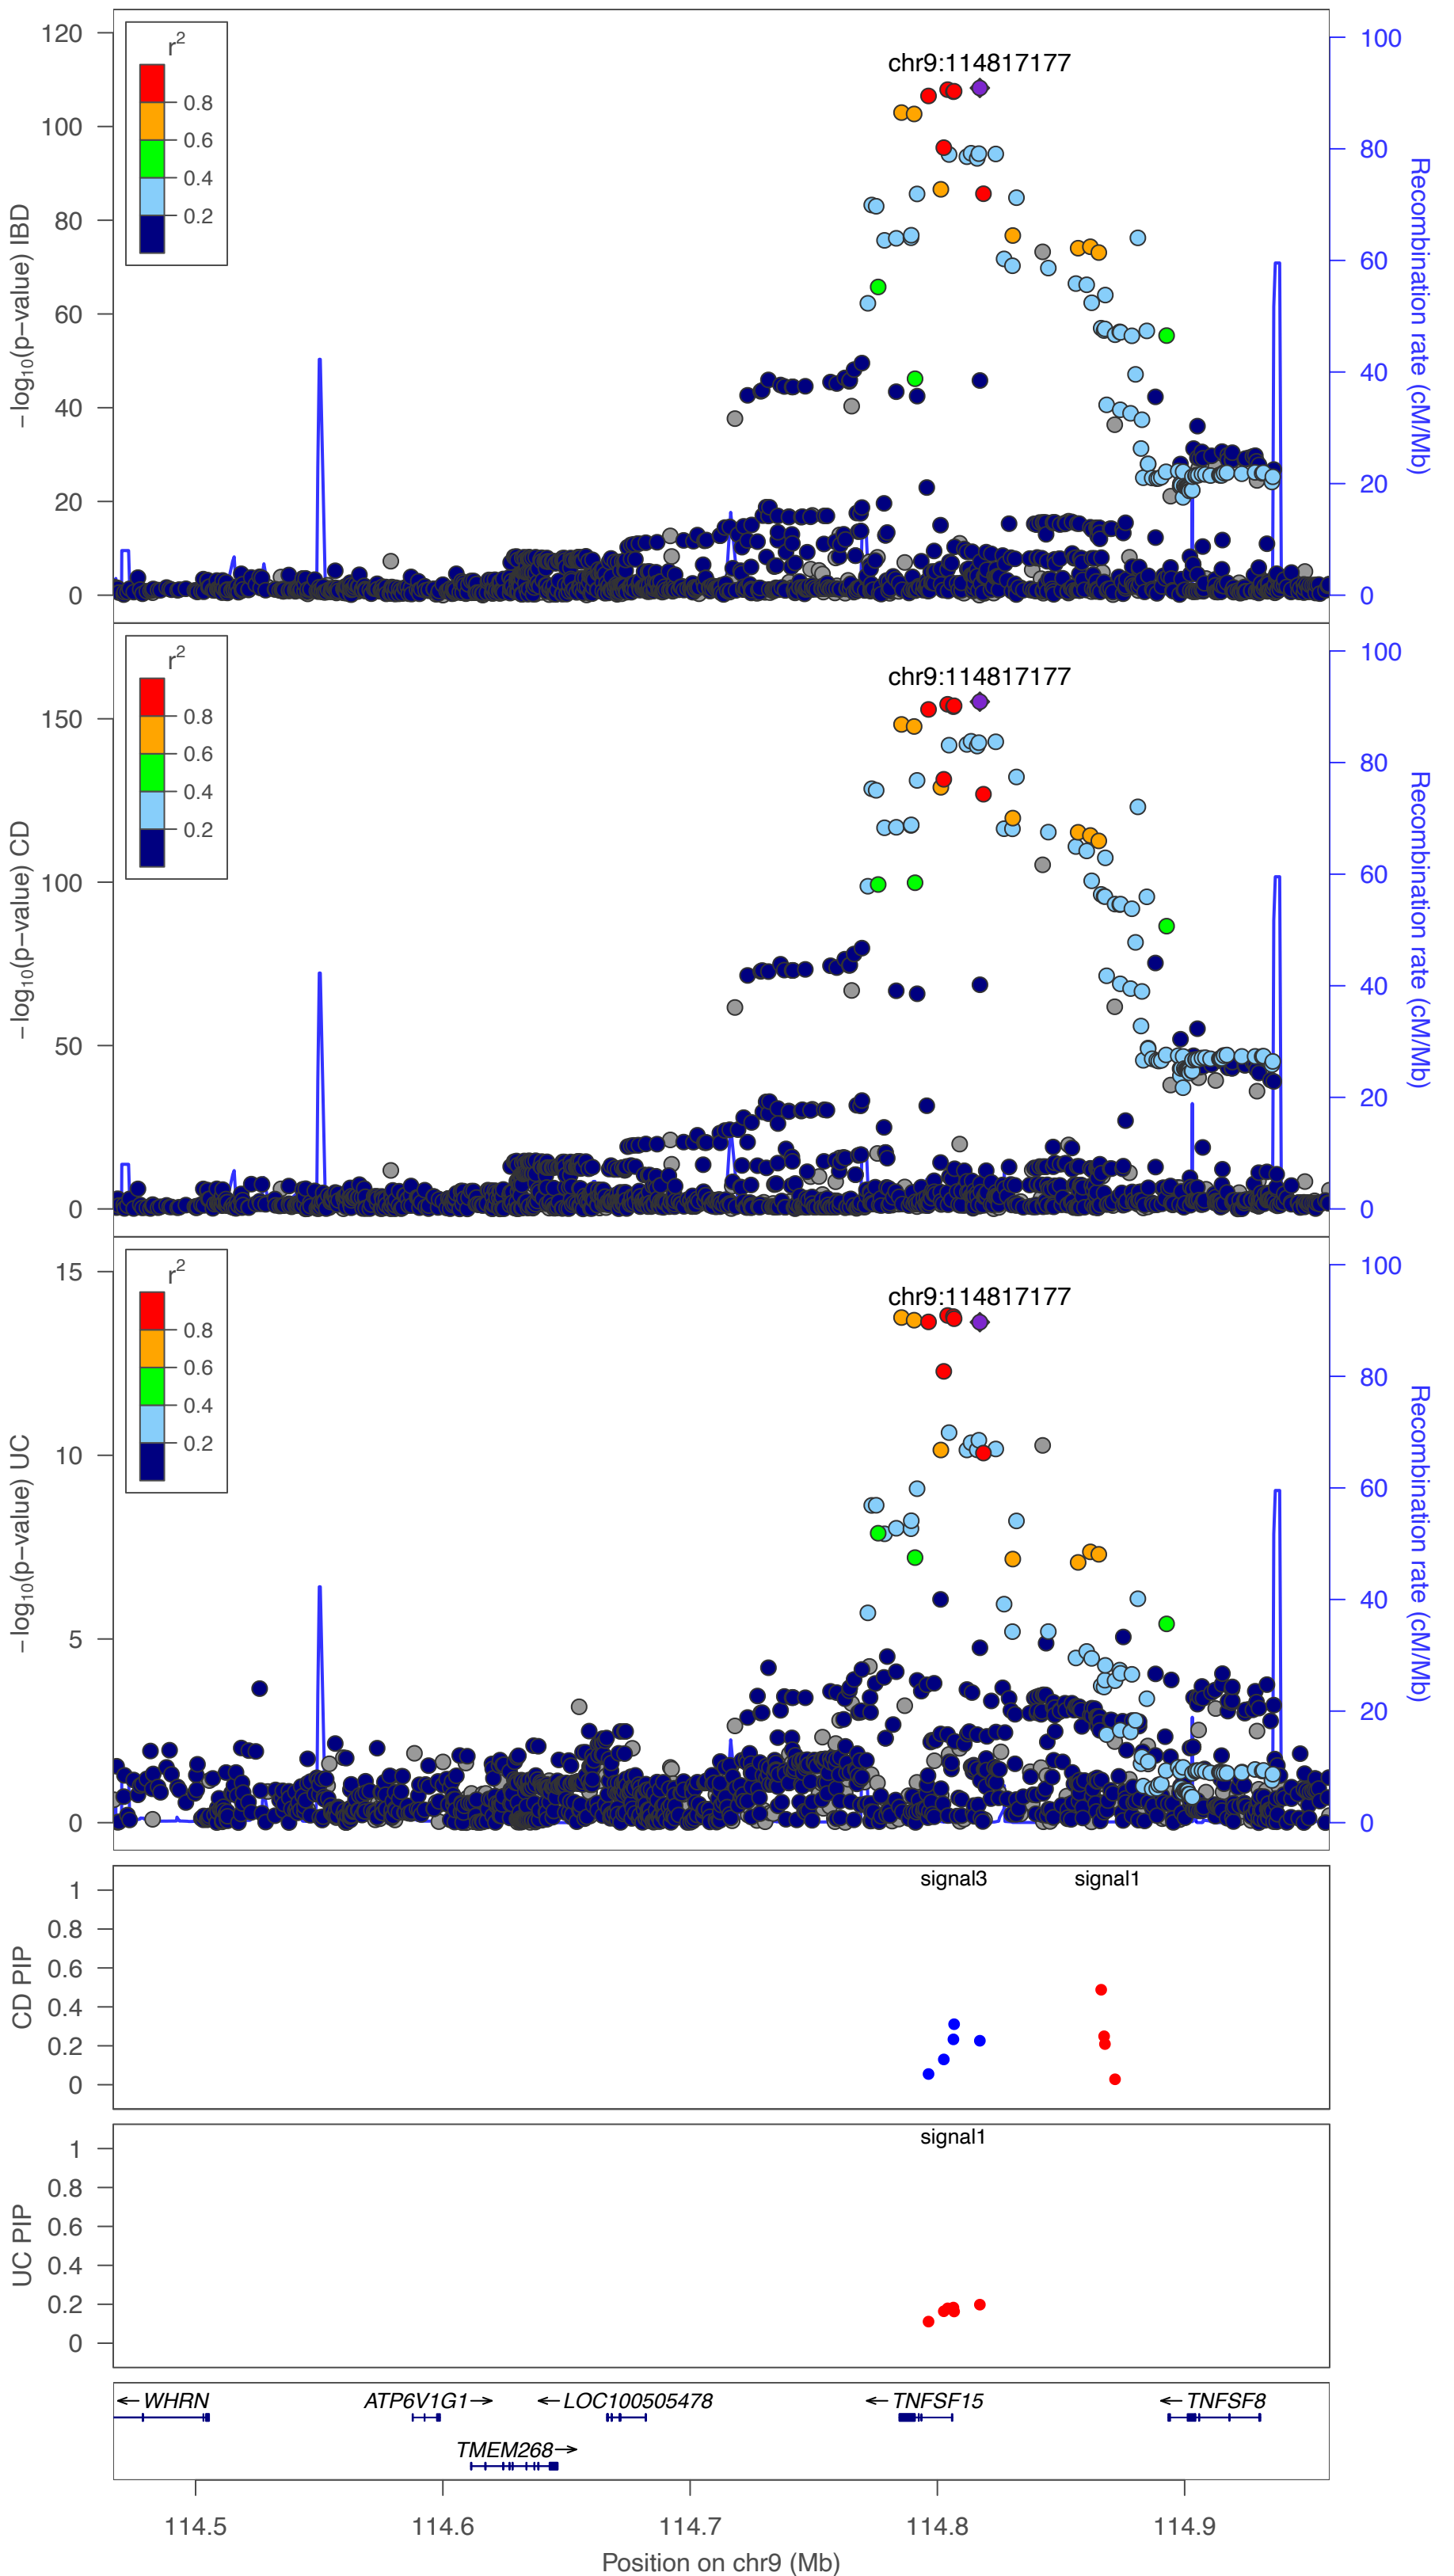 r2
0.8
0.6
0.4
0.2
chr9:114817177
120
100
80
60
40
20
0
−log10(p−value) IBD
100
80
60
40
20
0
Recombination rate (cM/Mb)
r2
0.8
0.6
0.4
0.2
chr9:114817177
150
100
50
0
−log10(p−value) CD
100
80
60
40
20
0
Recombination rate (cM/Mb)
r2
0.8
0.6
0.4
0.2
chr9:114817177
15
10
5
0
−log10(p−value) UC
100
80
60
40
20
0
Recombination rate (cM/Mb)
signal3 signal1
1
0.8
0.6
0.4
0.2
0
CD PIP
signal1
1
0.8
0.6
0.4
0.2
0
UC PIP
←WHRN ATP6V1G1→ ←LOC100505478 ←TNFSF15 ←TNFSF8
TMEM268→
114.5 114.6 114.7 114.8 114.9
Position on chr9 (Mb)